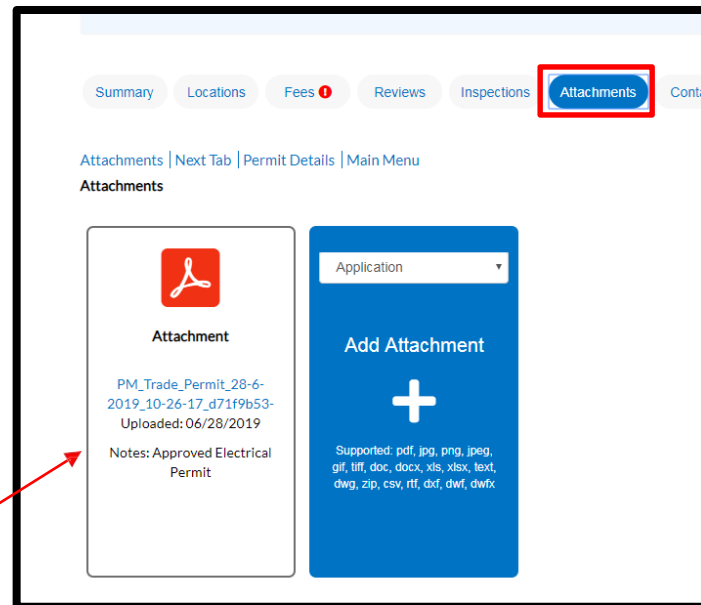 Summary Locations Fees Reviews Inspections Attachments Conta
Attachments | Next Tab | Permit Details | Main Menu
Attachments
Attachment
PM_Trade_Permit_28-6-
2019_10-26-17_d71f9b53-
Uploaded: 06/28/2019
Notes: Approved Electrical
Permit
Application
Add Attachment
Supported: pdf, jpg, png, jpeg,
gif, tiff, doc, docx, xls, xlsx, text,
dwg, zip, csv, rtf, dxf, dwf, dwfx